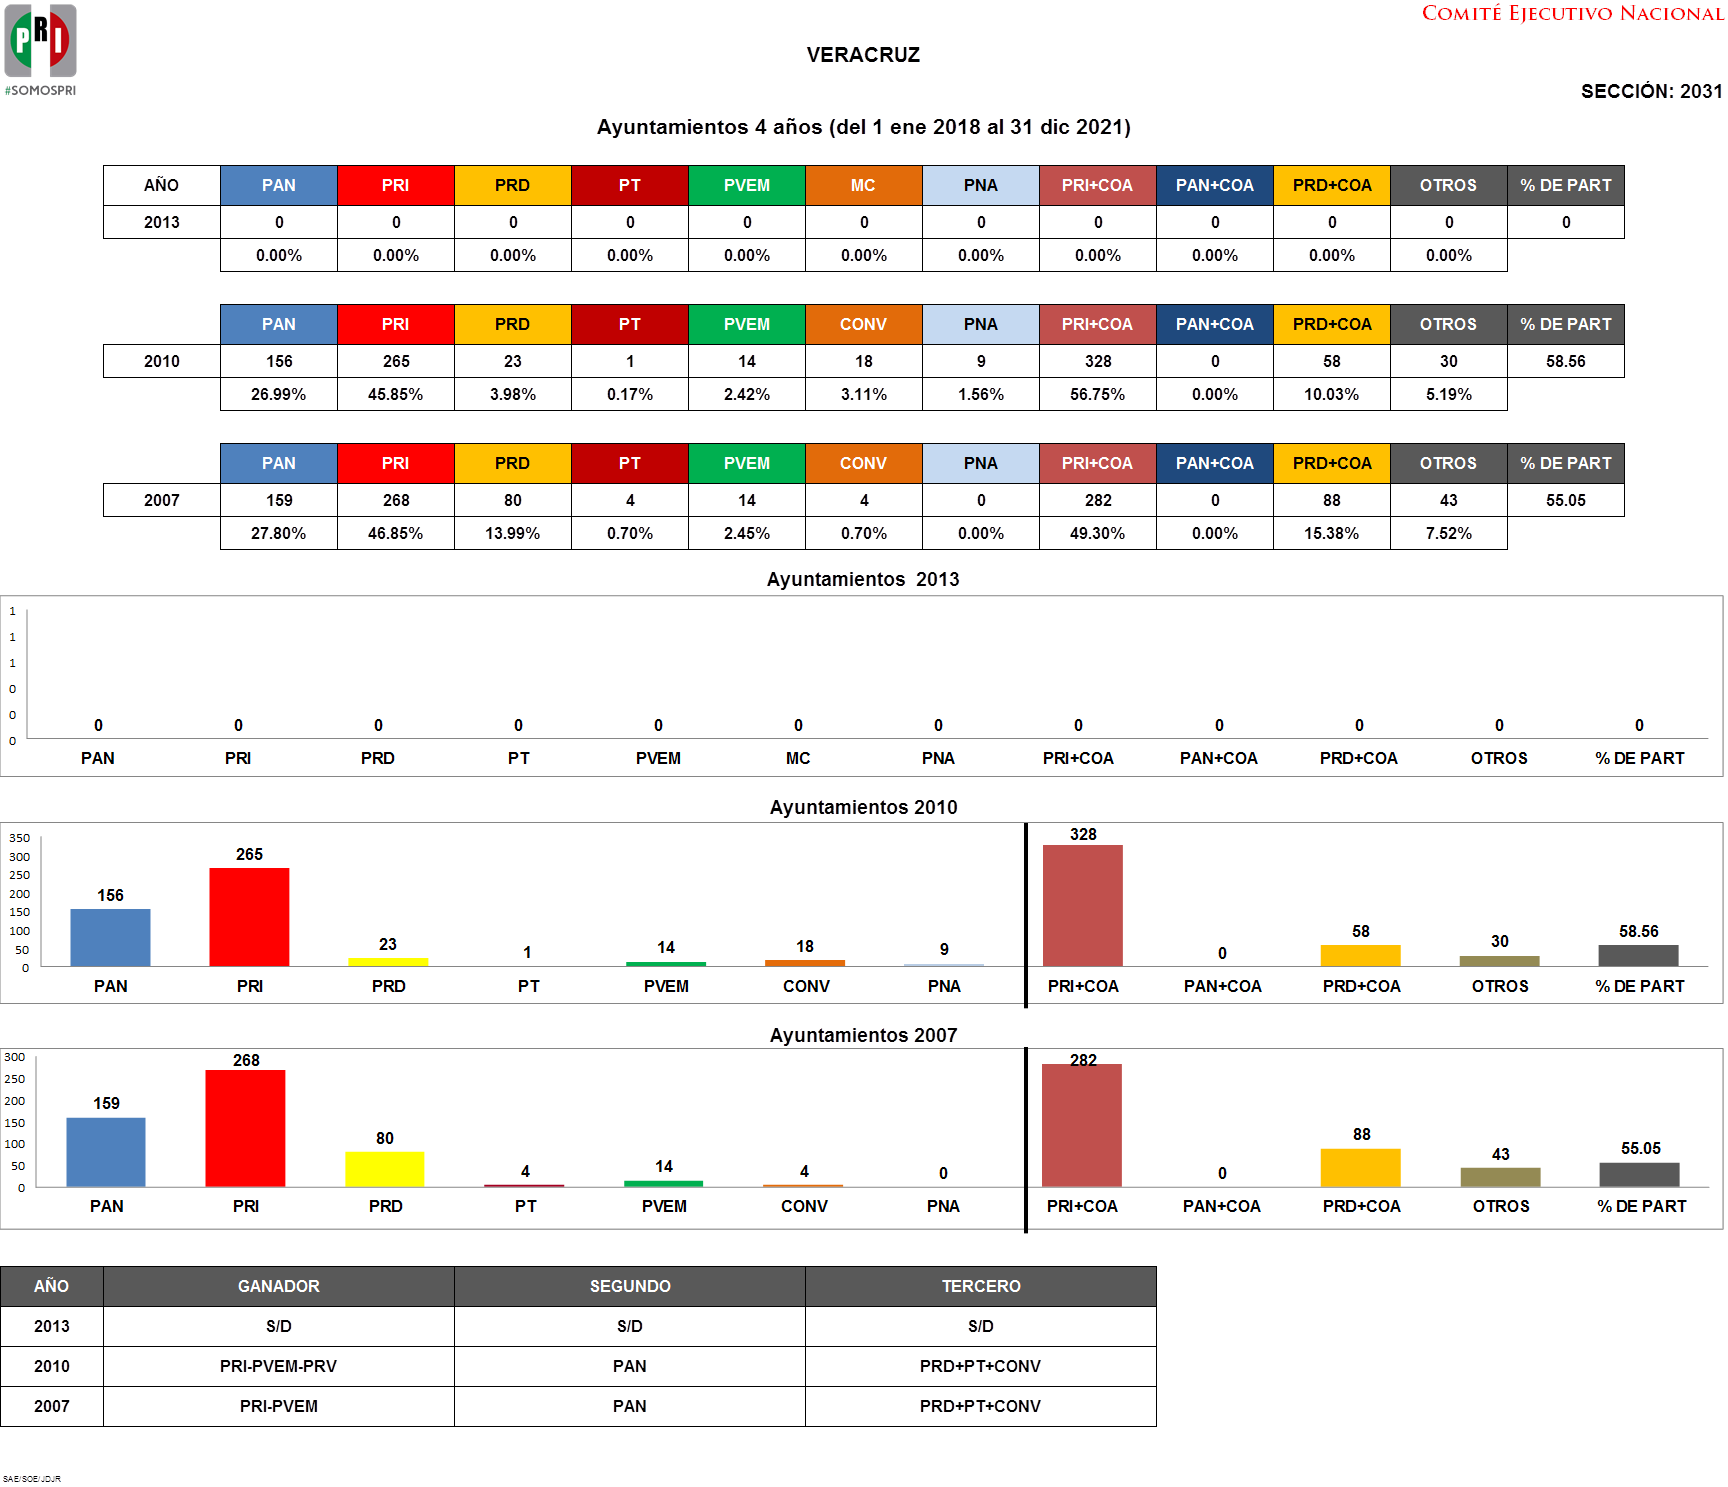 PRI
#SOMOSPRI
COMITÉ EJECUTIVO NACIONAL
VERACRUZ
SECCIÓN: 2031
Ayuntamientos 4 años (del 1 ene 2018 al 31 dic 2021)
AÑO PAN PRI PRD PT PVEM MC PNA PRI+COA PAN+COA PRD+COA OTROS % DE PART
2013 0 0 0 0 0 0 0 0 0 0 0 0
0.00% 0.00% 0.00% 0.00% 0.00% 0.00% 0.00% 0.00% 0.00% 0.00% 0.00%
PAN PRI PRD PT PVEM CONV PNA PRI+COA PAN+COA PRD+COA OTROS % DE PART
2010 156 265 23 1 14 18 9 328 0 58 30 58.56
26.99% 45.85% 3.98% 0.17% 2.42% 3.11% 1.56% 56.75% 0.00% 10.03% 5.19%
PAN PRI PRD PT PVEM CONV PNA PRI+COA PAN+COA PRD+COA OTROS % DE PART
2007 159 268 80 4 14 4 0 282 0 88 43 55.05
27.80% 46.85% 13.99% 0.70% 2.45% 0.70% 0.00% 49.30% 0.00% 15.38% 7.52%
Ayuntamientos 2013
1
1
1
0
0
0
0 0 0 0 0 0 0 0 0 0 0 0
PAN PRI PRD PT PVEM MC PNA PRI+COA PAN+COA PRD+COA OTROS % DE PART
Ayuntamientos 2010
350
300
250
200
150
100
50
0
156 265 23 1 14 18 9 328 0 58 30 58.56
PAN PRI PRD PT PVEM CONV PNA PRI+COA PAN+COA PRD+COA OTROS % DE PART
Ayuntamientos 2007
300
250
200
150
100
50
0
159 268 80 4 14 4 0 282 0 88 43 55.05
PAN PRI PRD PT PVEM CONV PNA PRI+COA PAN+COA PRD+COA OTROS % DE PART
AÑO GANADOR SEGUNDO TERCERO
2013 S/D S/D S/D
2010 PRI-PVEM-PRV PAN PRD+PT+CONV
2007 PRI-PVEM PAN PRD+PT+CONV
SAE/SOE/JDJR